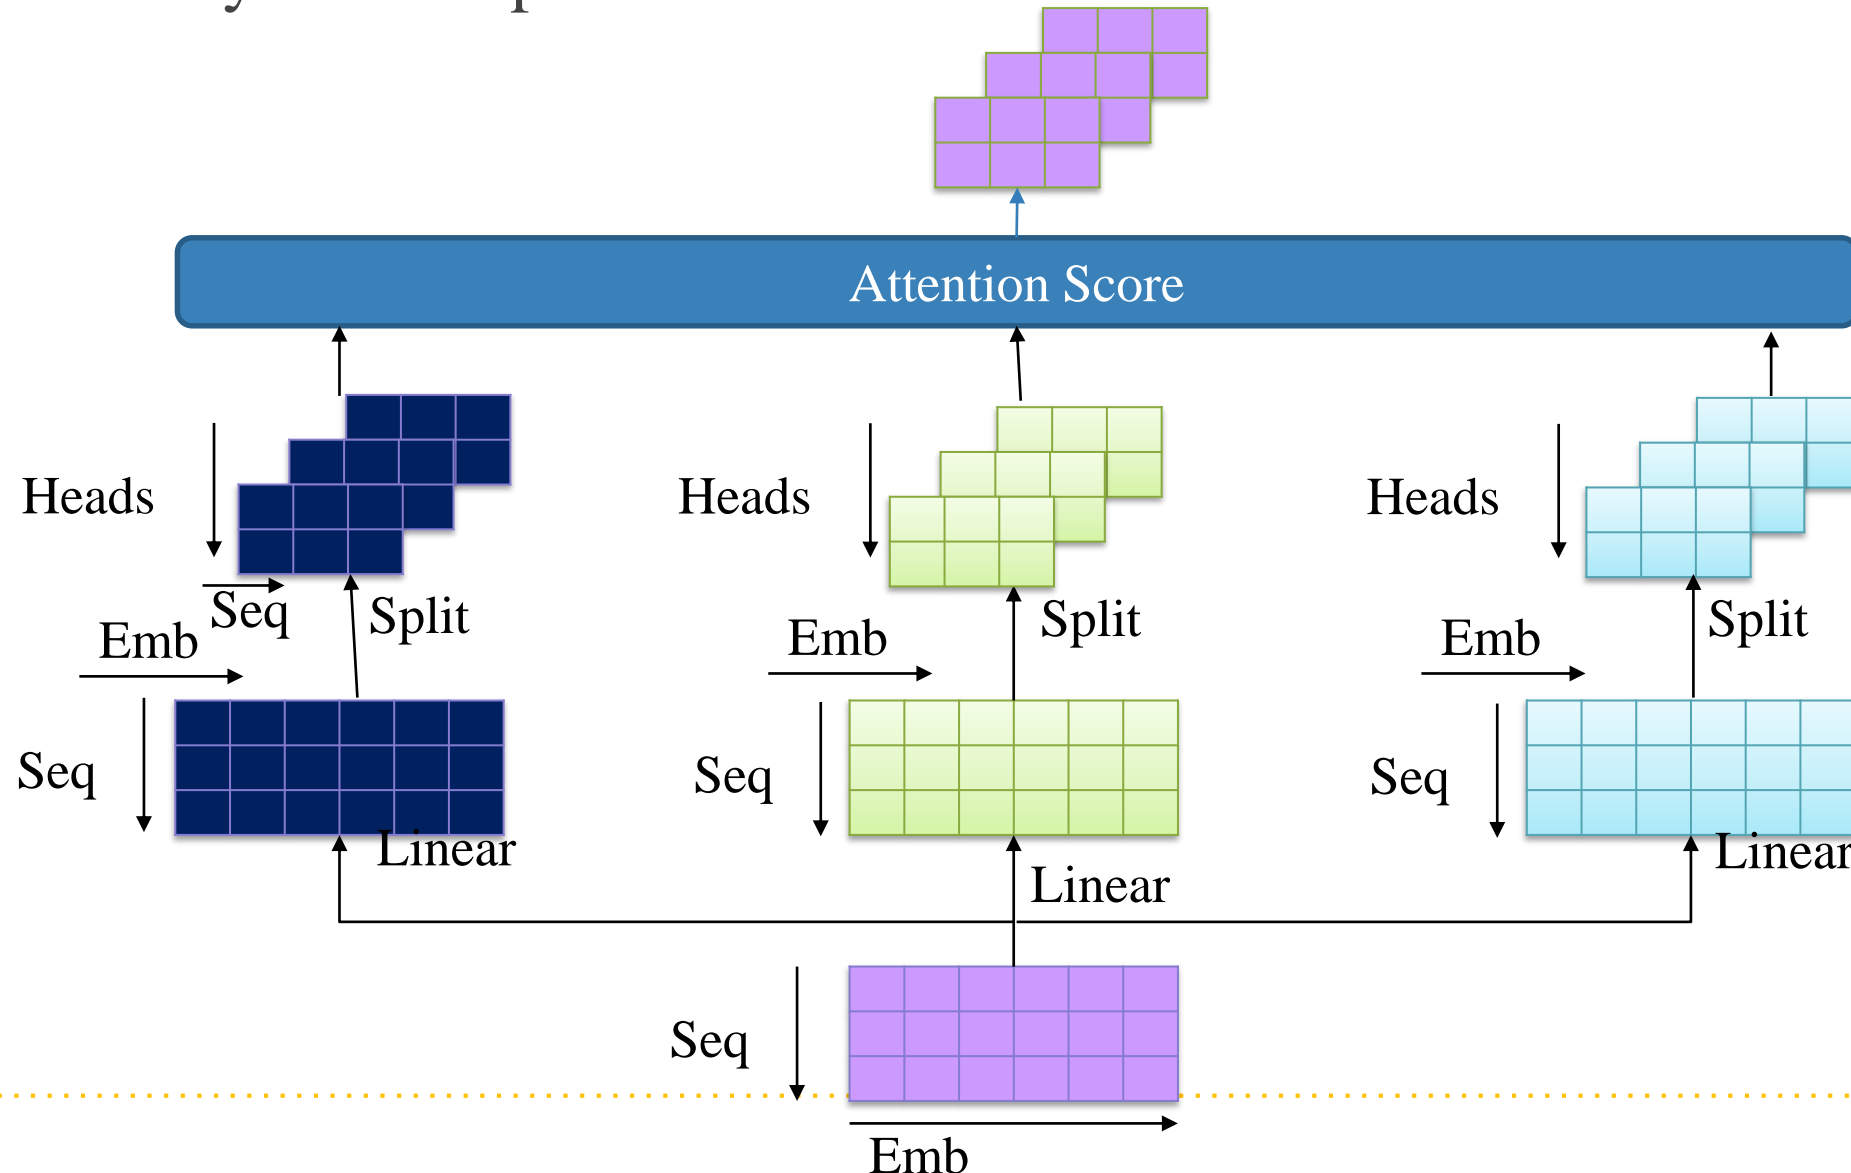 Attention Score
Heads
Heads
Heads
Seq
Split
Split
Split
Emb
Emb
Emb
Seq
Seq
Seq
Linear
Linear
Linear
Seq
Emb